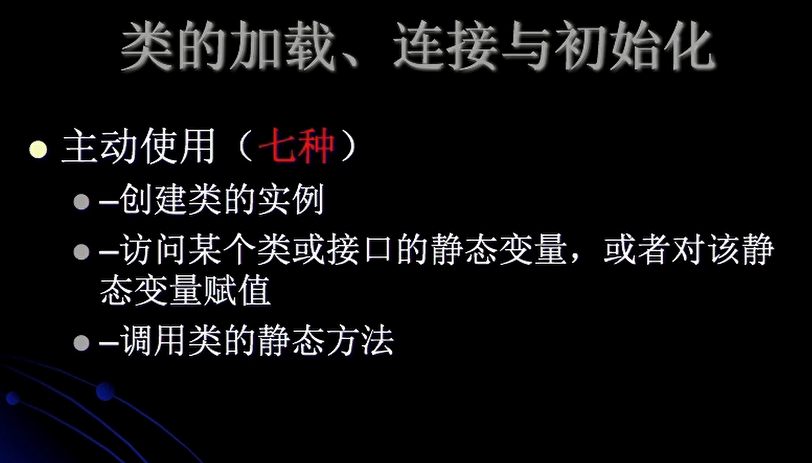 类的加载、连接与初始化
主动使用（七种）
–创建类的实例
–访问某个类或接口的静态变量，或者对该静
态变量赋值
–调用类的静态方法